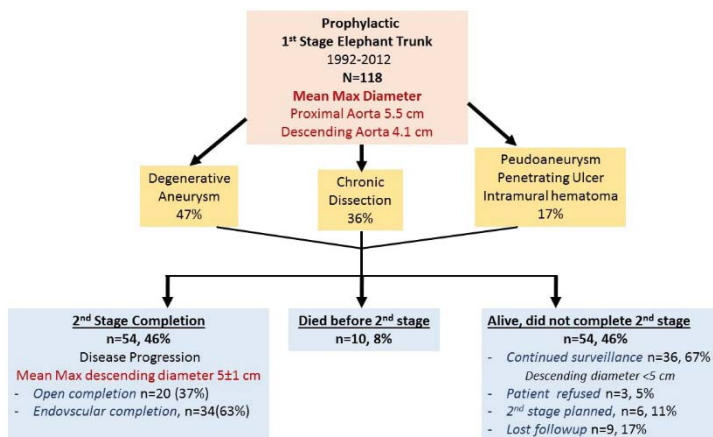 Prophylactic
1st Stage Elephant Trunk
1992-2012
N=118
Mean Max Diameter
Proximal Aorta 5.5 cm
Descending Aorta 4.1 cm
Degenerative
Aneurysm
47%
Chronic
Dissection
36%
Peudoaneurysm
Penetrating Ulcer
Intramural hematoma
17%
2nd Stage Completion
n=54, 46%
Disease Progression
Mean Max descending diameter 5±1 cm
- Open completion n=20 (37%)
- Endovscular completion, n=34(63%)
Died before 2nd stage
n=10, 8%
Alive, did not complete 2nd stage
n=54, 46%
- Continued surveillance n=36, 67%
Descending diameter <5 cm
- Patient refused n=3, 5%
- 2nd stage planned, n=6, 11%
- Lost followup n=9, 17%